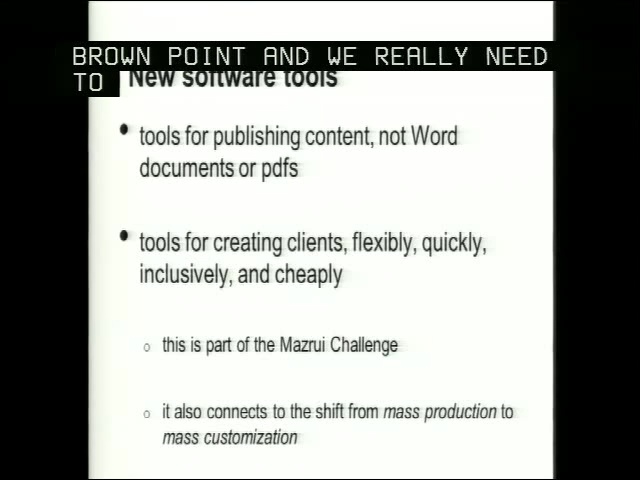 BROWN POINT AND WE REALLY NEED
TO
New software tools
• tools for publishing content, not Word
documents or pdfs
• tools for creating clients, flexibly, quickly,
inclusively, and cheaply
o this is part of the Mazrui Challenge
o it also connects to the shift from mass production to
mass customization